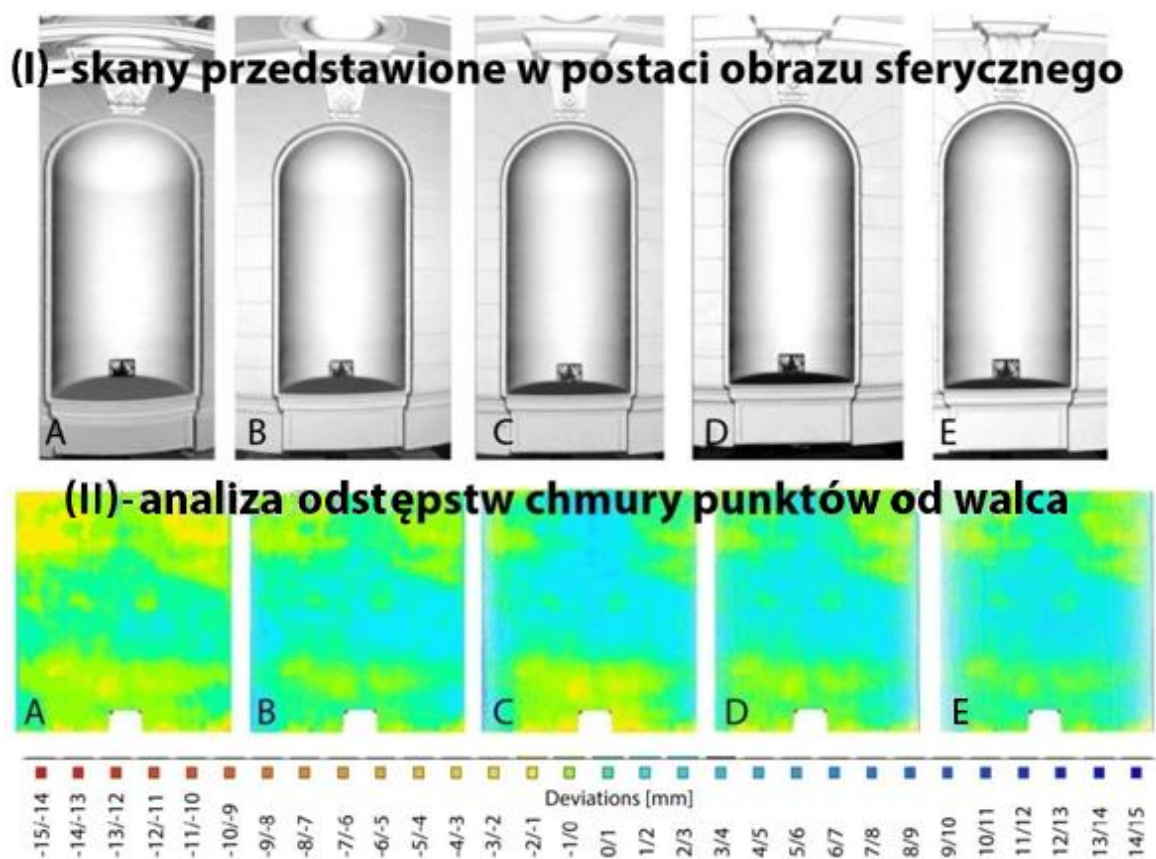 (I)-skany przedstawione w postaci obrazu sferycznego
A B C D E
(II)-analiza odstępstw chmury punktów od walca
A B C D E
Deviations [mm]
-15/-14 -14/-13 -13/-12 -12/-11 -11/-10 -10/-9 -9/-8 -8/-7 -7/-6 -6/-5 -5/-4 -4/-3 -3/-2 -2/-1 -1/0 0/1 1/2 2/3 3/4 4/5 5/6 6/7 7/8 8/9 9/10 10/11 11/12 12/13 13/14 14/15